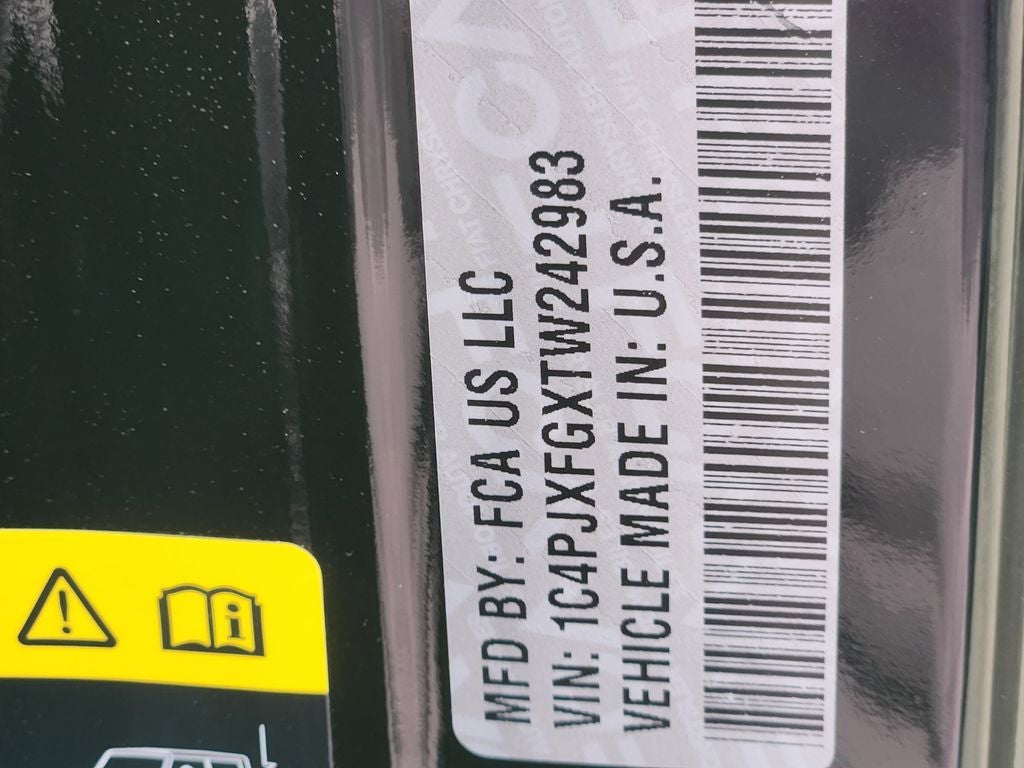 MFD BY: FCA US LLC
VIN: 1C4PJXFGXTW242983
VEHICLE MADE IN: U.S.A.